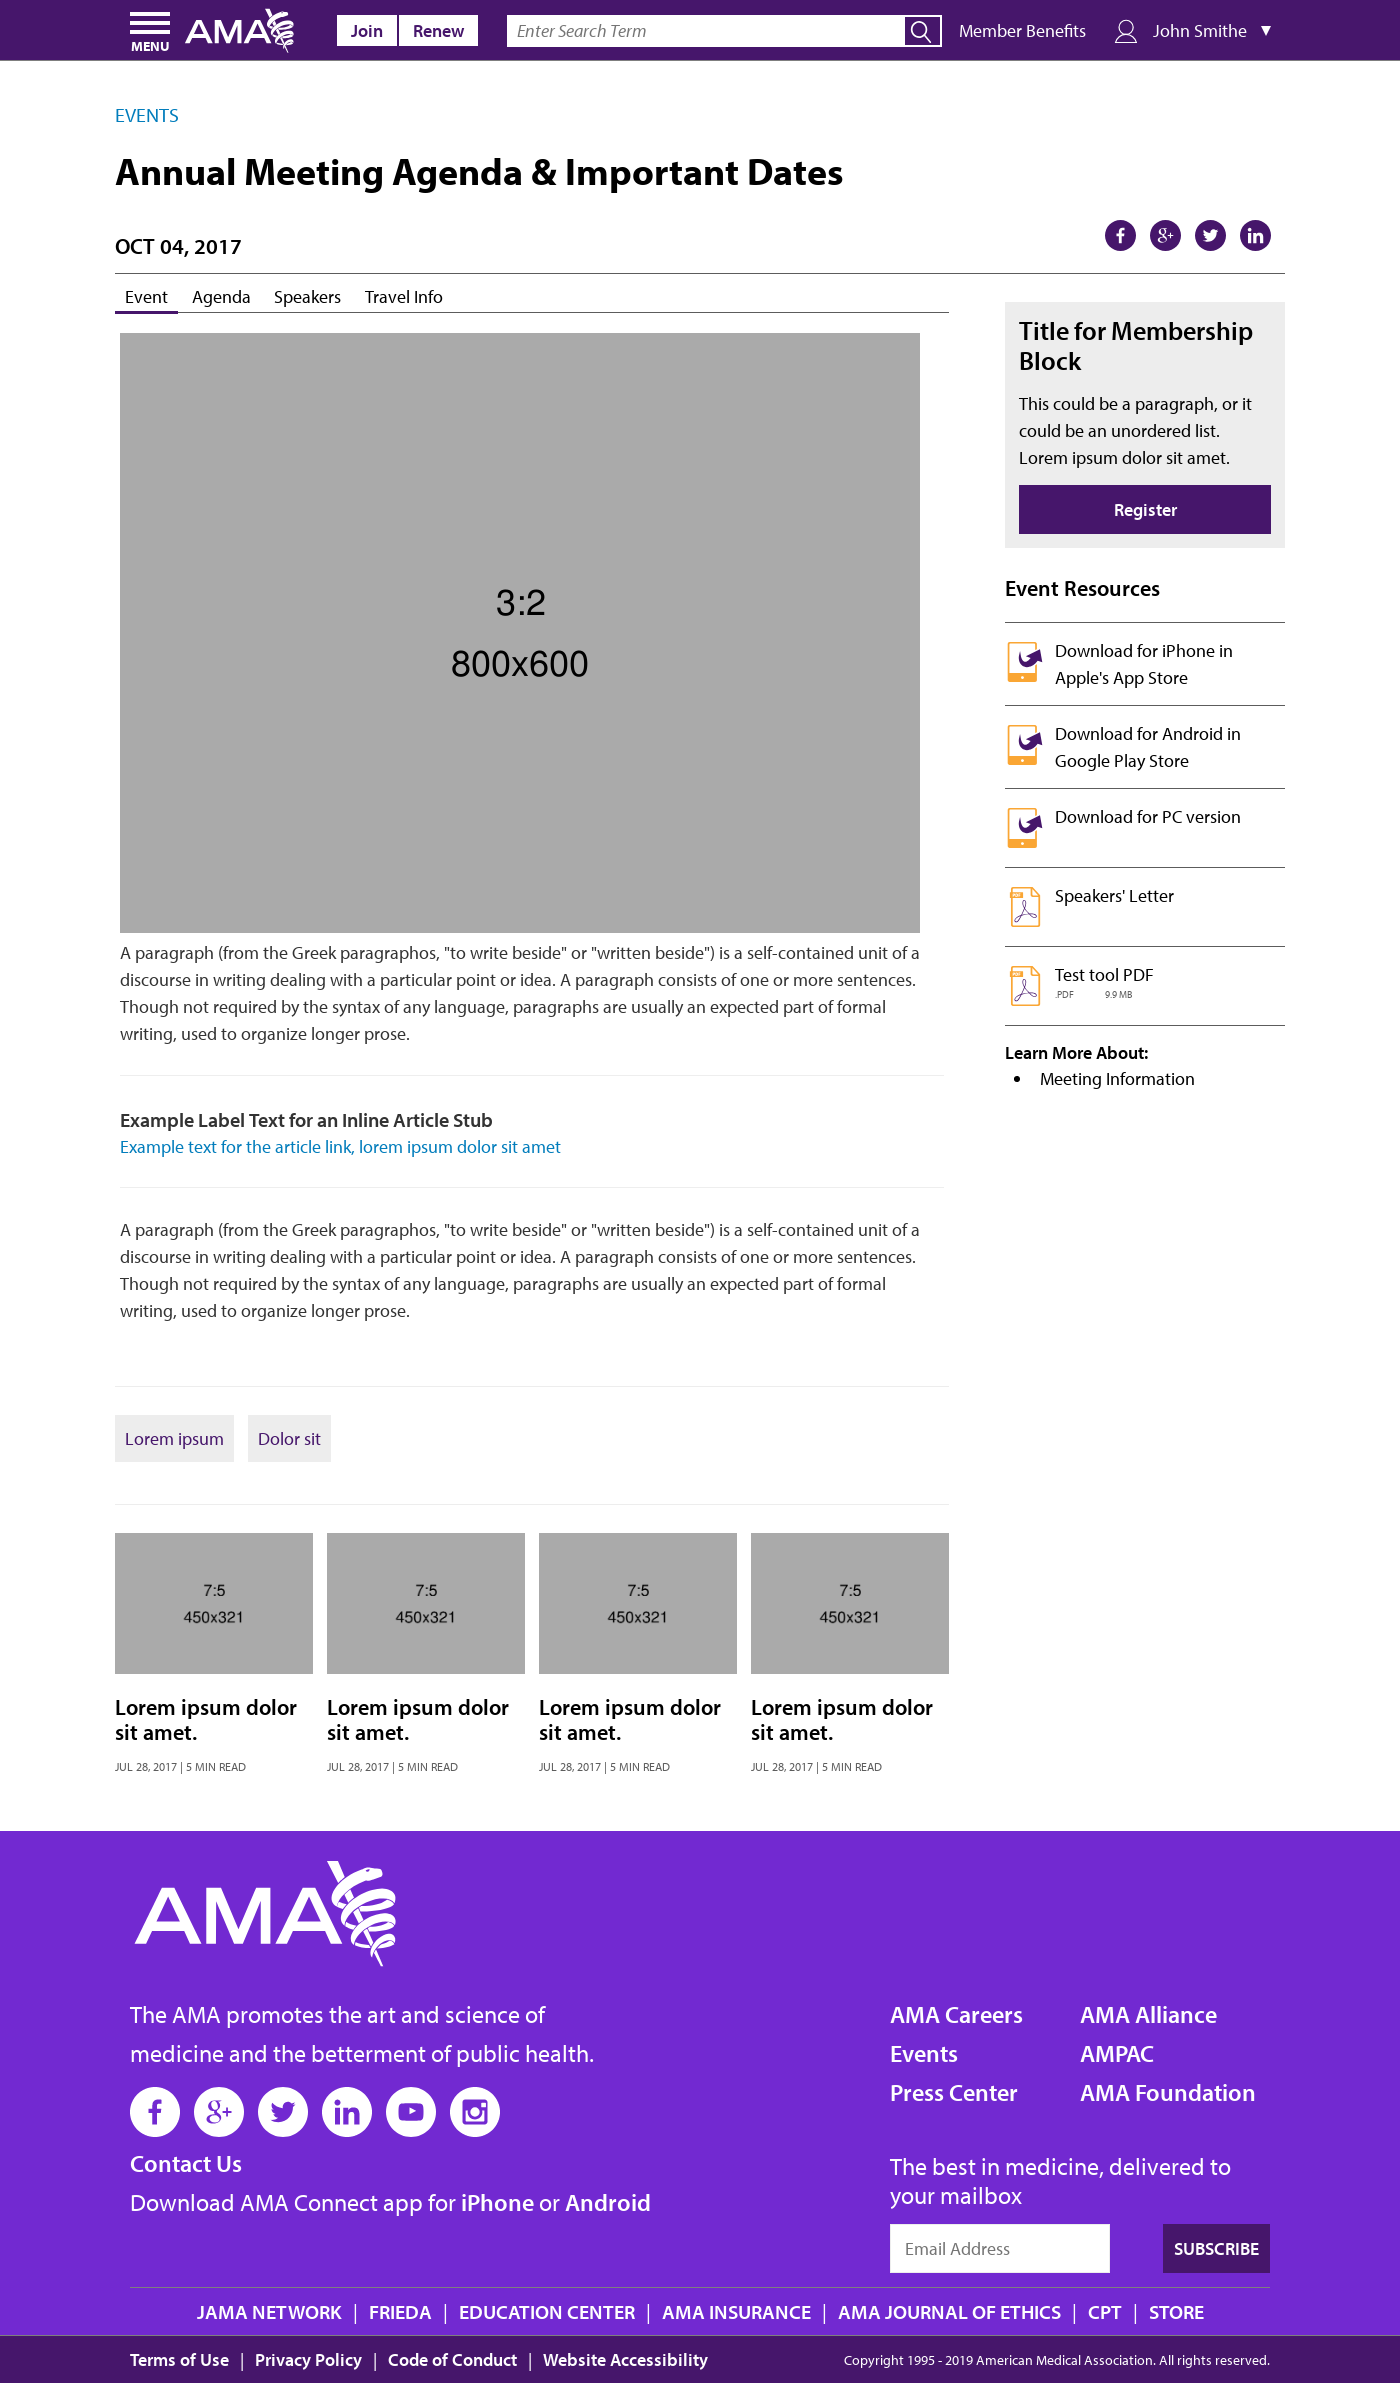 MENU
AMA
Join
Renew
Enter Search Term
Member Benefits
John Smithe ▼
EVENTS
Annual Meeting Agenda & Important Dates
OCT 04, 2017
Event
Agenda
Speakers
Travel Info
3:2
800x600
A paragraph (from the Greek paragraphos, "to write beside" or "written beside") is a self-contained unit of a
discourse in writing dealing with a particular point or idea. A paragraph consists of one or more sentences.
Though not required by the syntax of any language, paragraphs are usually an expected part of formal
writing, used to organize longer prose.
Example Label Text for an Inline Article Stub
Example text for the article link, lorem ipsum dolor sit amet
A paragraph (from the Greek paragraphos, "to write beside" or "written beside") is a self-contained unit of a
discourse in writing dealing with a particular point or idea. A paragraph consists of one or more sentences.
Though not required by the syntax of any language, paragraphs are usually an expected part of formal
writing, used to organize longer prose.
Lorem ipsum
Dolor sit
Title for Membership
Block
This could be a paragraph, or it
could be an unordered list.
Lorem ipsum dolor sit amet.
Register
Event Resources
Download for iPhone in
Apple's App Store
Download for Android in
Google Play Store
Download for PC version
Speakers' Letter
Test tool PDF
.PDF 9.9 MB
Learn More About:
• Meeting Information
7:5
450x321
Lorem ipsum dolor
sit amet.
JUL 28, 2017 | 5 MIN READ
7:5
450x321
Lorem ipsum dolor
sit amet.
JUL 28, 2017 | 5 MIN READ
7:5
450x321
Lorem ipsum dolor
sit amet.
JUL 28, 2017 | 5 MIN READ
7:5
450x321
Lorem ipsum dolor
sit amet.
JUL 28, 2017 | 5 MIN READ
AMA
The AMA promotes the art and science of
medicine and the betterment of public health.
Contact Us
Download AMA Connect app for iPhone or Android
AMA Careers
Events
Press Center
AMA Alliance
AMPAC
AMA Foundation
The best in medicine, delivered to
your mailbox
Email Address
SUBSCRIBE
JAMA NETWORK | FRIEDA | EDUCATION CENTER | AMA INSURANCE | AMA JOURNAL OF ETHICS | CPT | STORE
Terms of Use | Privacy Policy | Code of Conduct | Website Accessibility
Copyright 1995 - 2019 American Medical Association. All rights reserved.